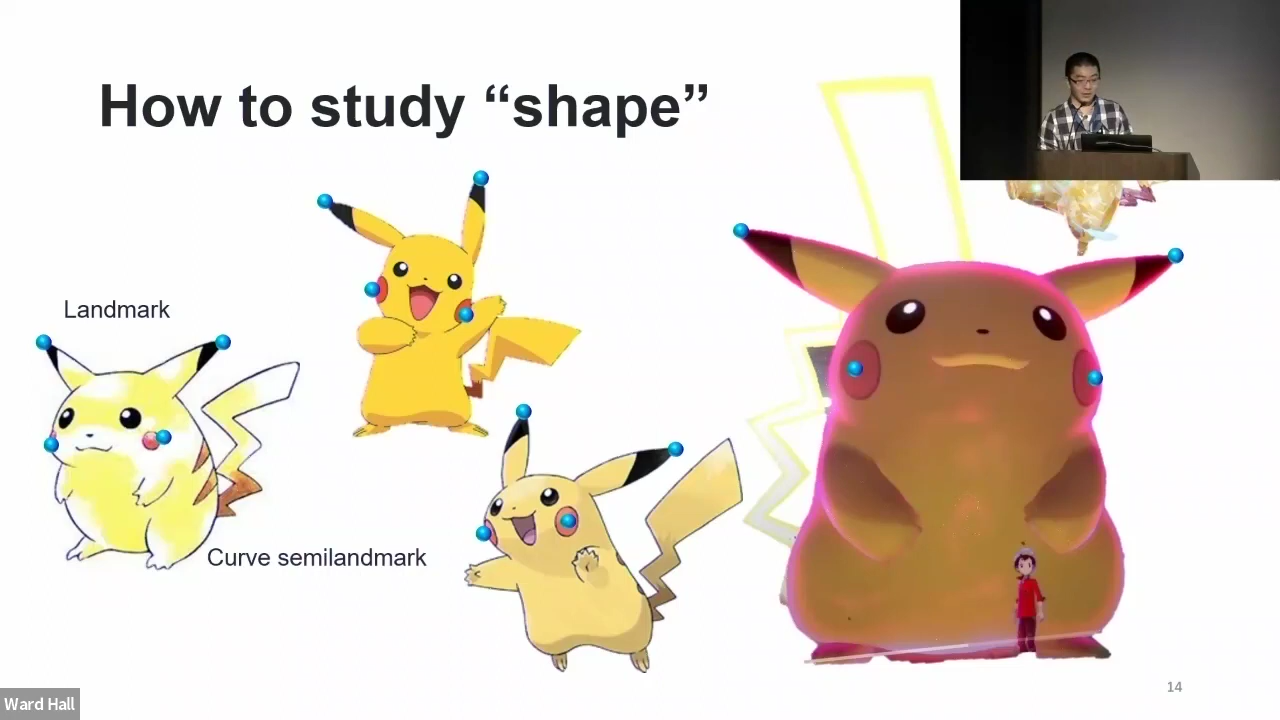 How to study “shape”
Landmark
Curve semilandmark
14
Ward Hall